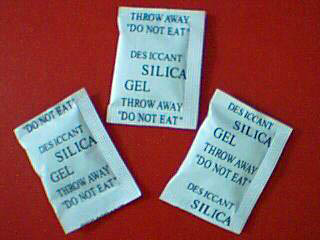 THROW AWAY
"DO NOT EAT"
DES ICCANT
SILICA
GEL
THROW AWAY
"DO NOT EAT"
"DO NOT EAT"
DES ICCANT
SILICA
GEL
THROW AWAY
"DO NOT EAT"
DES ICCANT
SILICA
GEL
THROW AWAY
"DO NOT EAT"
DES ICCANT
SILICA